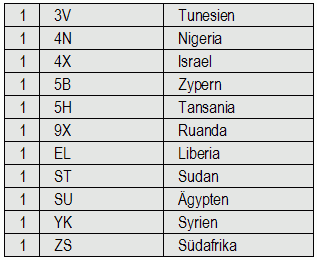 1 3V Tunesien
1 4N Nigeria
1 4X Israel
1 5B Zypern
1 5H Tansania
1 9X Ruanda
1 EL Liberia
1 ST Sudan
1 SU Ägypten
1 YK Syrien
1 ZS Südafrika